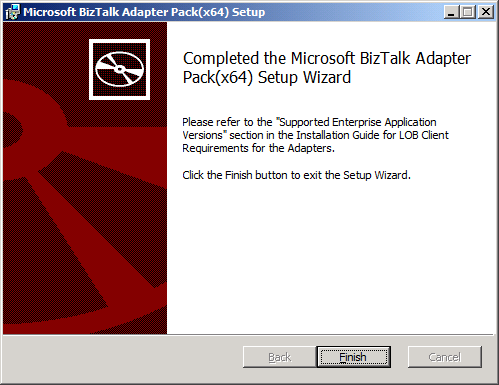 Microsoft BizTalk Adapter Pack(x64) Setup
Completed the Microsoft BizTalk Adapter
Pack(x64) Setup Wizard
Please refer to the "Supported Enterprise Application
Versions" section in the Installation Guide for LOB Client
Requirements for the Adapters.
Click the Finish button to exit the Setup Wizard.
Back
Finish
Cancel